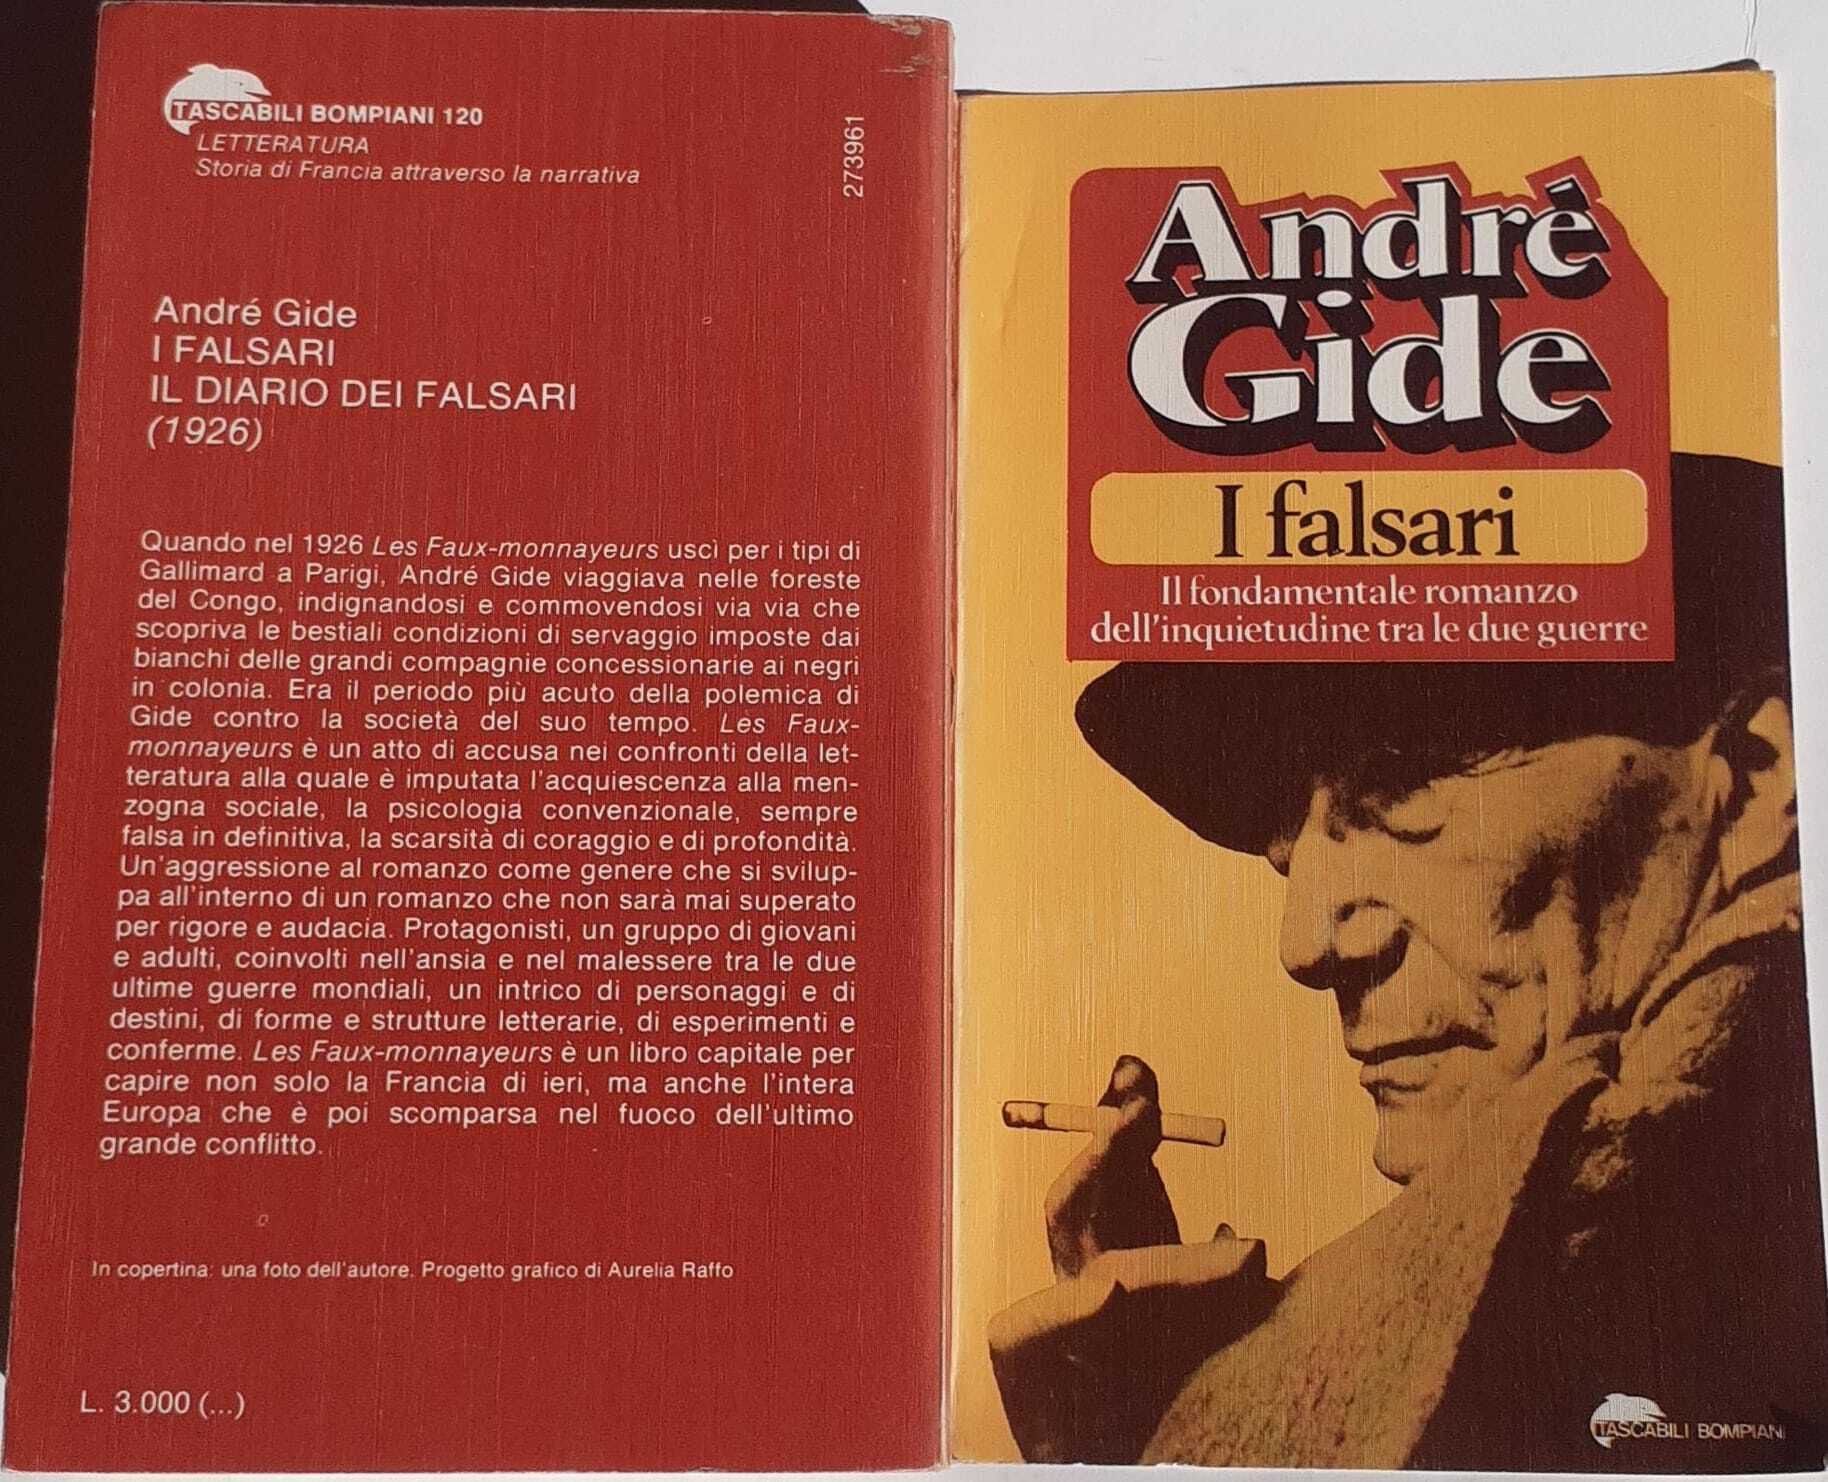 TASCABILI BOMPIANI 120
LETTERATURA
Storia di Francia attraverso la narrativa
273961
André Gide
I FALSARI
IL DIARIO DEI FALSARI
(1926)
Quando nel 1926 Les Faux-monnayeurs uscì per i tipi di
Gallimard a Parigi, André Gide viaggiava nelle foreste
del Congo, indignandosi e commovendosi via via che
scopriva le bestiali condizioni di servaggio imposte dai
bianchi delle grandi compagnie concessionarie ai negri
in colonia. Era il periodo più acuto della polemica di
Gide contro la società del suo tempo. Les Faux-
monnayeurs è un atto di accusa nei confronti della let-
teratura alla quale è imputata l'acquiescenza alla men-
zogna sociale, la psicologia convenzionale, sempre
falsa in definitiva, la scarsità di coraggio e di profondità.
Un'aggressione al romanzo come genere che si svilup-
pa all'interno di un romanzo che non sarà mai superato
per rigore e audacia. Protagonisti, un gruppo di giovani
e adulti, coinvolti nell'ansia e nel malessere tra le due
ultime guerre mondiali, un intrico di personaggi e di
destini, di forme e strutture letterarie, di esperimenti e
conferme. Les Faux-monnayeurs è un libro capitale per
capire non solo la Francia di ieri, ma anche l'intera
Europa che è poi scomparsa nel fuoco dell'ultimo
grande conflitto.
In copertina: una foto dell'autore. Progetto grafico di Aurelia Raffo
L. 3.000 (...)
André
Gide
I falsari
Il fondamentale romanzo
dell'inquietudine tra le due guerre
TASCABILI BOMPIANI